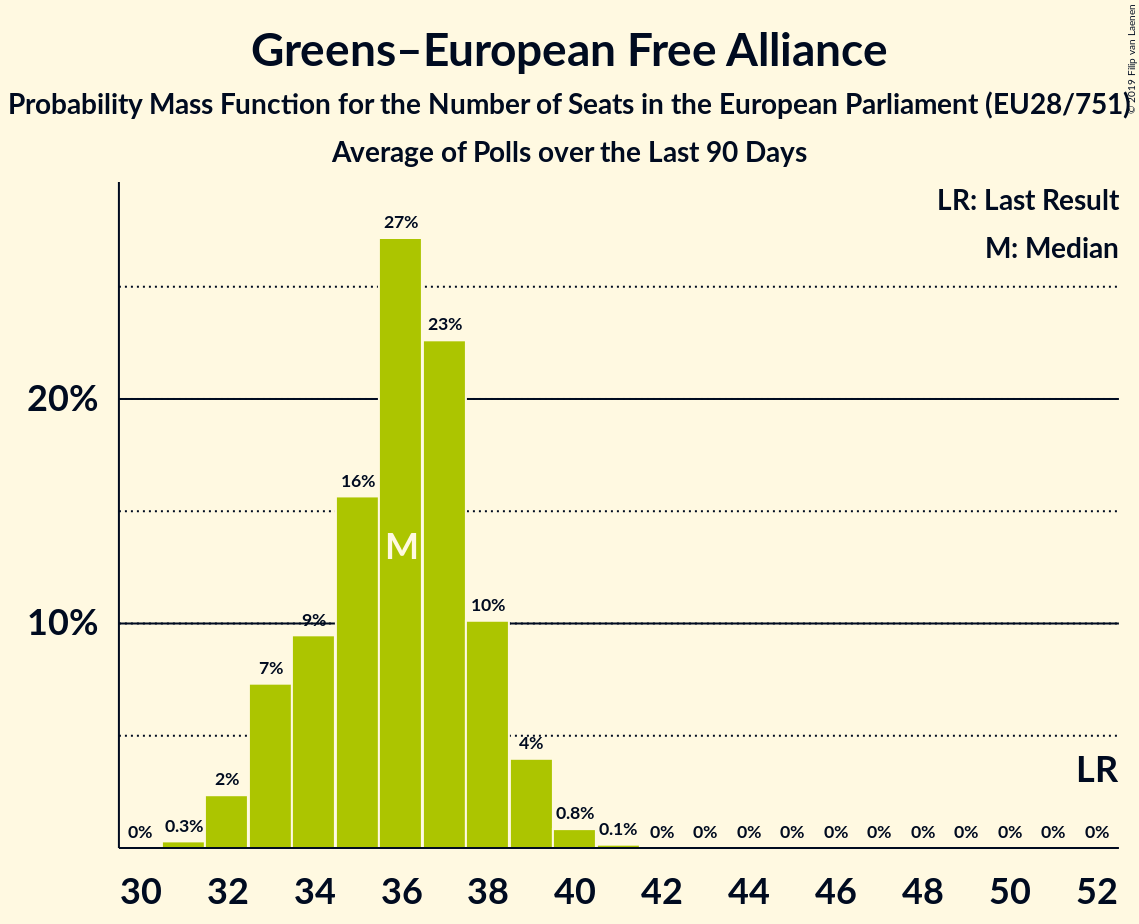 Greens–European Free Alliance
Probability Mass Function for the Number of Seats in the European Parliament (EU28/751)
Average of Polls over the Last 90 Days
© 2019 Filip van Laenen
LR: Last Result
M: Median
27%
23%
20%
16%
M
10%
10%
9%
7%
4%
LR
2%
0%
0.3%
0.8%
0.1%
0% 0% 0% 0% 0% 0% 0% 0% 0% 0% 0%
30 32 34 36 38 40 42 44 46 48 50 52